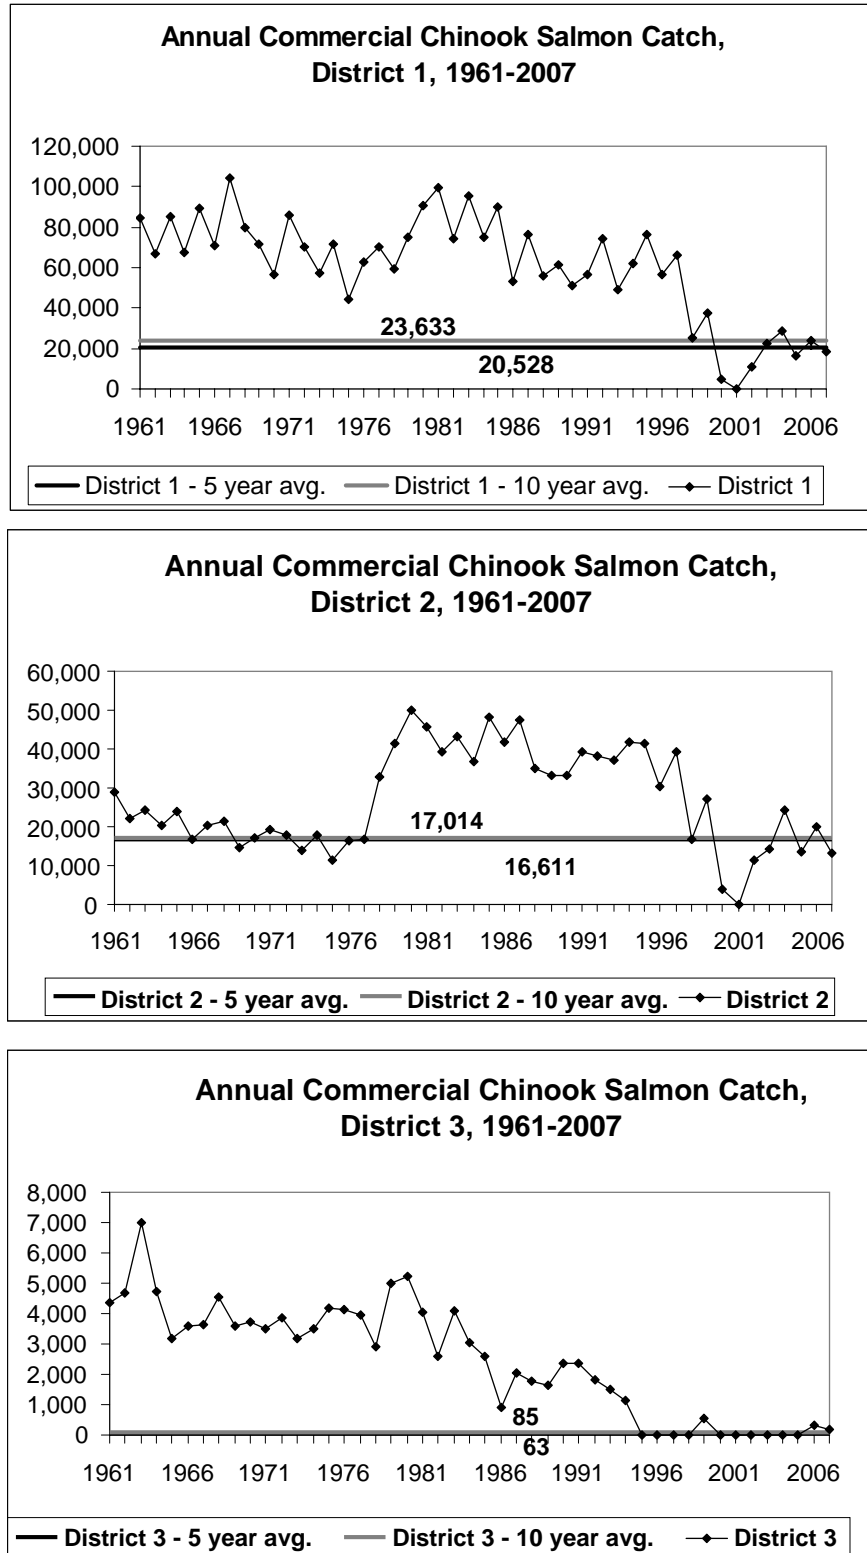 Annual Commercial Chinook Salmon Catch,
District 1, 1961-2007
120,000
100,000
80,000
60,000
40,000
20,000
0
23,633
20,528
1961 1966 1971 1976 1981 1986 1991 1996 2001 2006
District 1 - 5 year avg. District 1 - 10 year avg. District 1
Annual Commercial Chinook Salmon Catch,
District 2, 1961-2007
60,000
50,000
40,000
30,000
20,000
10,000
0
17,014
16,611
1961 1966 1971 1976 1981 1986 1991 1996 2001 2006
District 2 - 5 year avg. District 2 - 10 year avg. District 2
Annual Commercial Chinook Salmon Catch,
District 3, 1961-2007
8,000
7,000
6,000
5,000
4,000
3,000
2,000
1,000
0
85
63
1961 1966 1971 1976 1981 1986 1991 1996 2001 2006
District 3 - 5 year avg. District 3 - 10 year avg. District 3